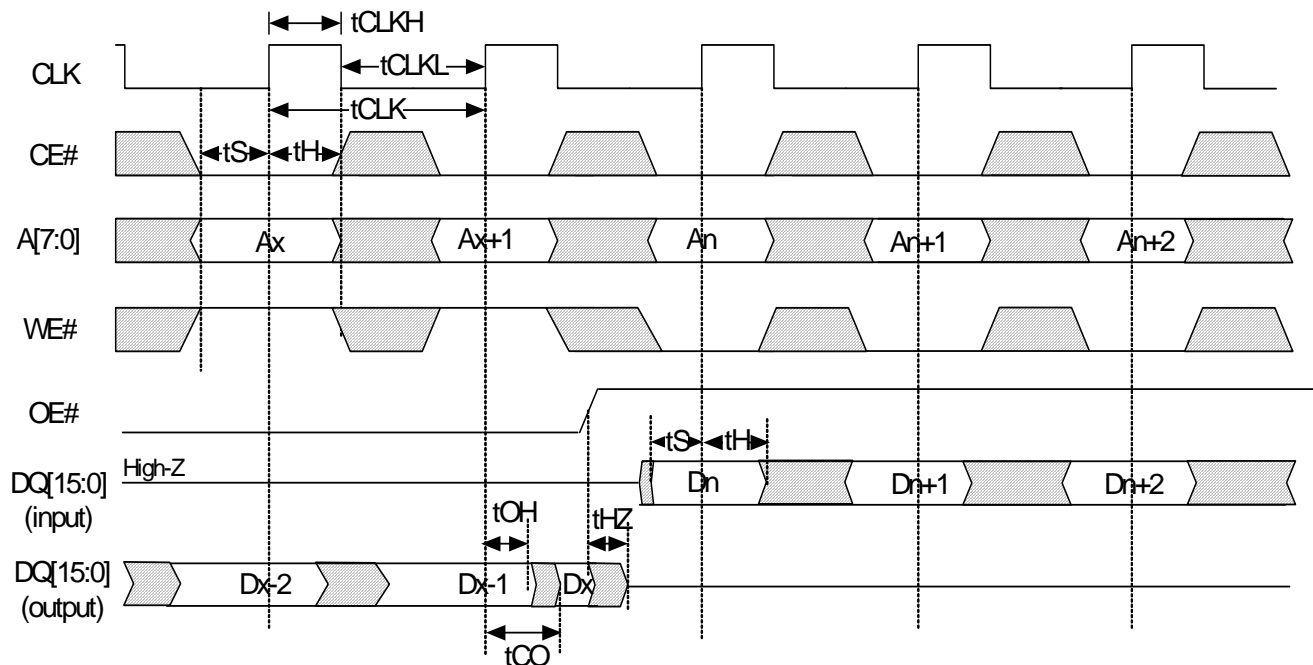 tCLKH
CLK
tCLKL
tCLK
CE#
tS
tH
A[7:0]
Ax
Ax+1
An
An+1
An+2
WE#
OE#
tS
tH
High-Z
DQ[15:0]
(input)
Dn
Dn+1
Dn+2
tOH
tHZ
DQ[15:0]
(output)
Dx-2
Dx-1
Dx
tCO